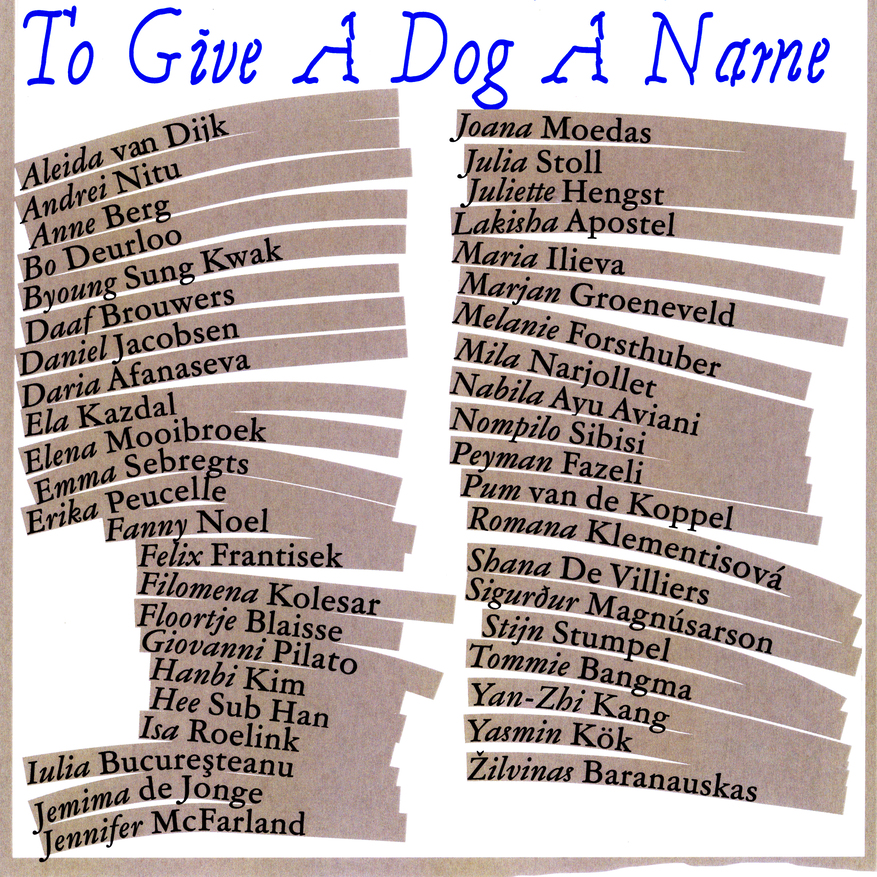 To Give A Dog A Name
Aleida van Dijk
Andrei Nitu
Anne Berg
Bo Deurloo
Byoung Sung Kwak
Daaf Brouwers
Daniel Jacobsen
Daria Afanaseva
Ela Kazdal
Elena Mooibroek
Emma Sebregts
Erika Peucelle
Fanny Noel
Felix Frantisek
Filomena Kolesar
Floortje Blaisse
Giovanni Pilato
Hanbi Kim
Hee Sub Han
Isa Roelink
Iulia Bucureşteanu
Jemima de Jonge
Jennifer McFarland
Joana Moedas
Julia Stoll
Juliette Hengst
Lakisha Apostel
Maria Ilieva
Marjan Groeneveld
Melanie Forsthuber
Mila Narjollet
Nabila Ayu Aviani
Nompilo Sibisi
Peyman Fazeli
Pum van de Koppel
Romana Klementisová
Shana De Villiers
Sigurður Magnúsarson
Stijn Stumpel
Tommie Bangma
Yan-Zhi Kang
Yasmin Kök
Žilvinas Baranauskas